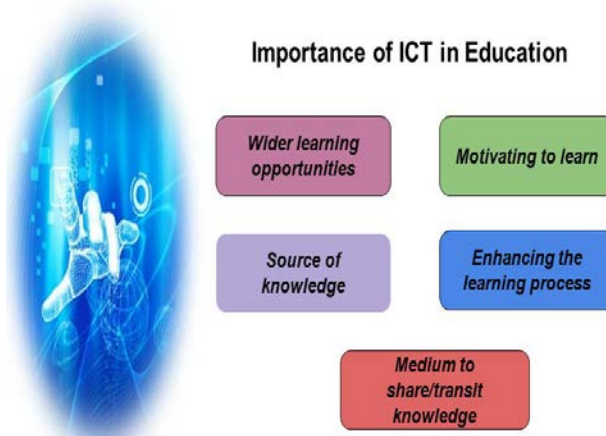 Importance of ICT in Education
Wider learning
opportunities
Motivating to learn
Source of
knowledge
Enhancing the
learning process
Medium to
share/transit
knowledge